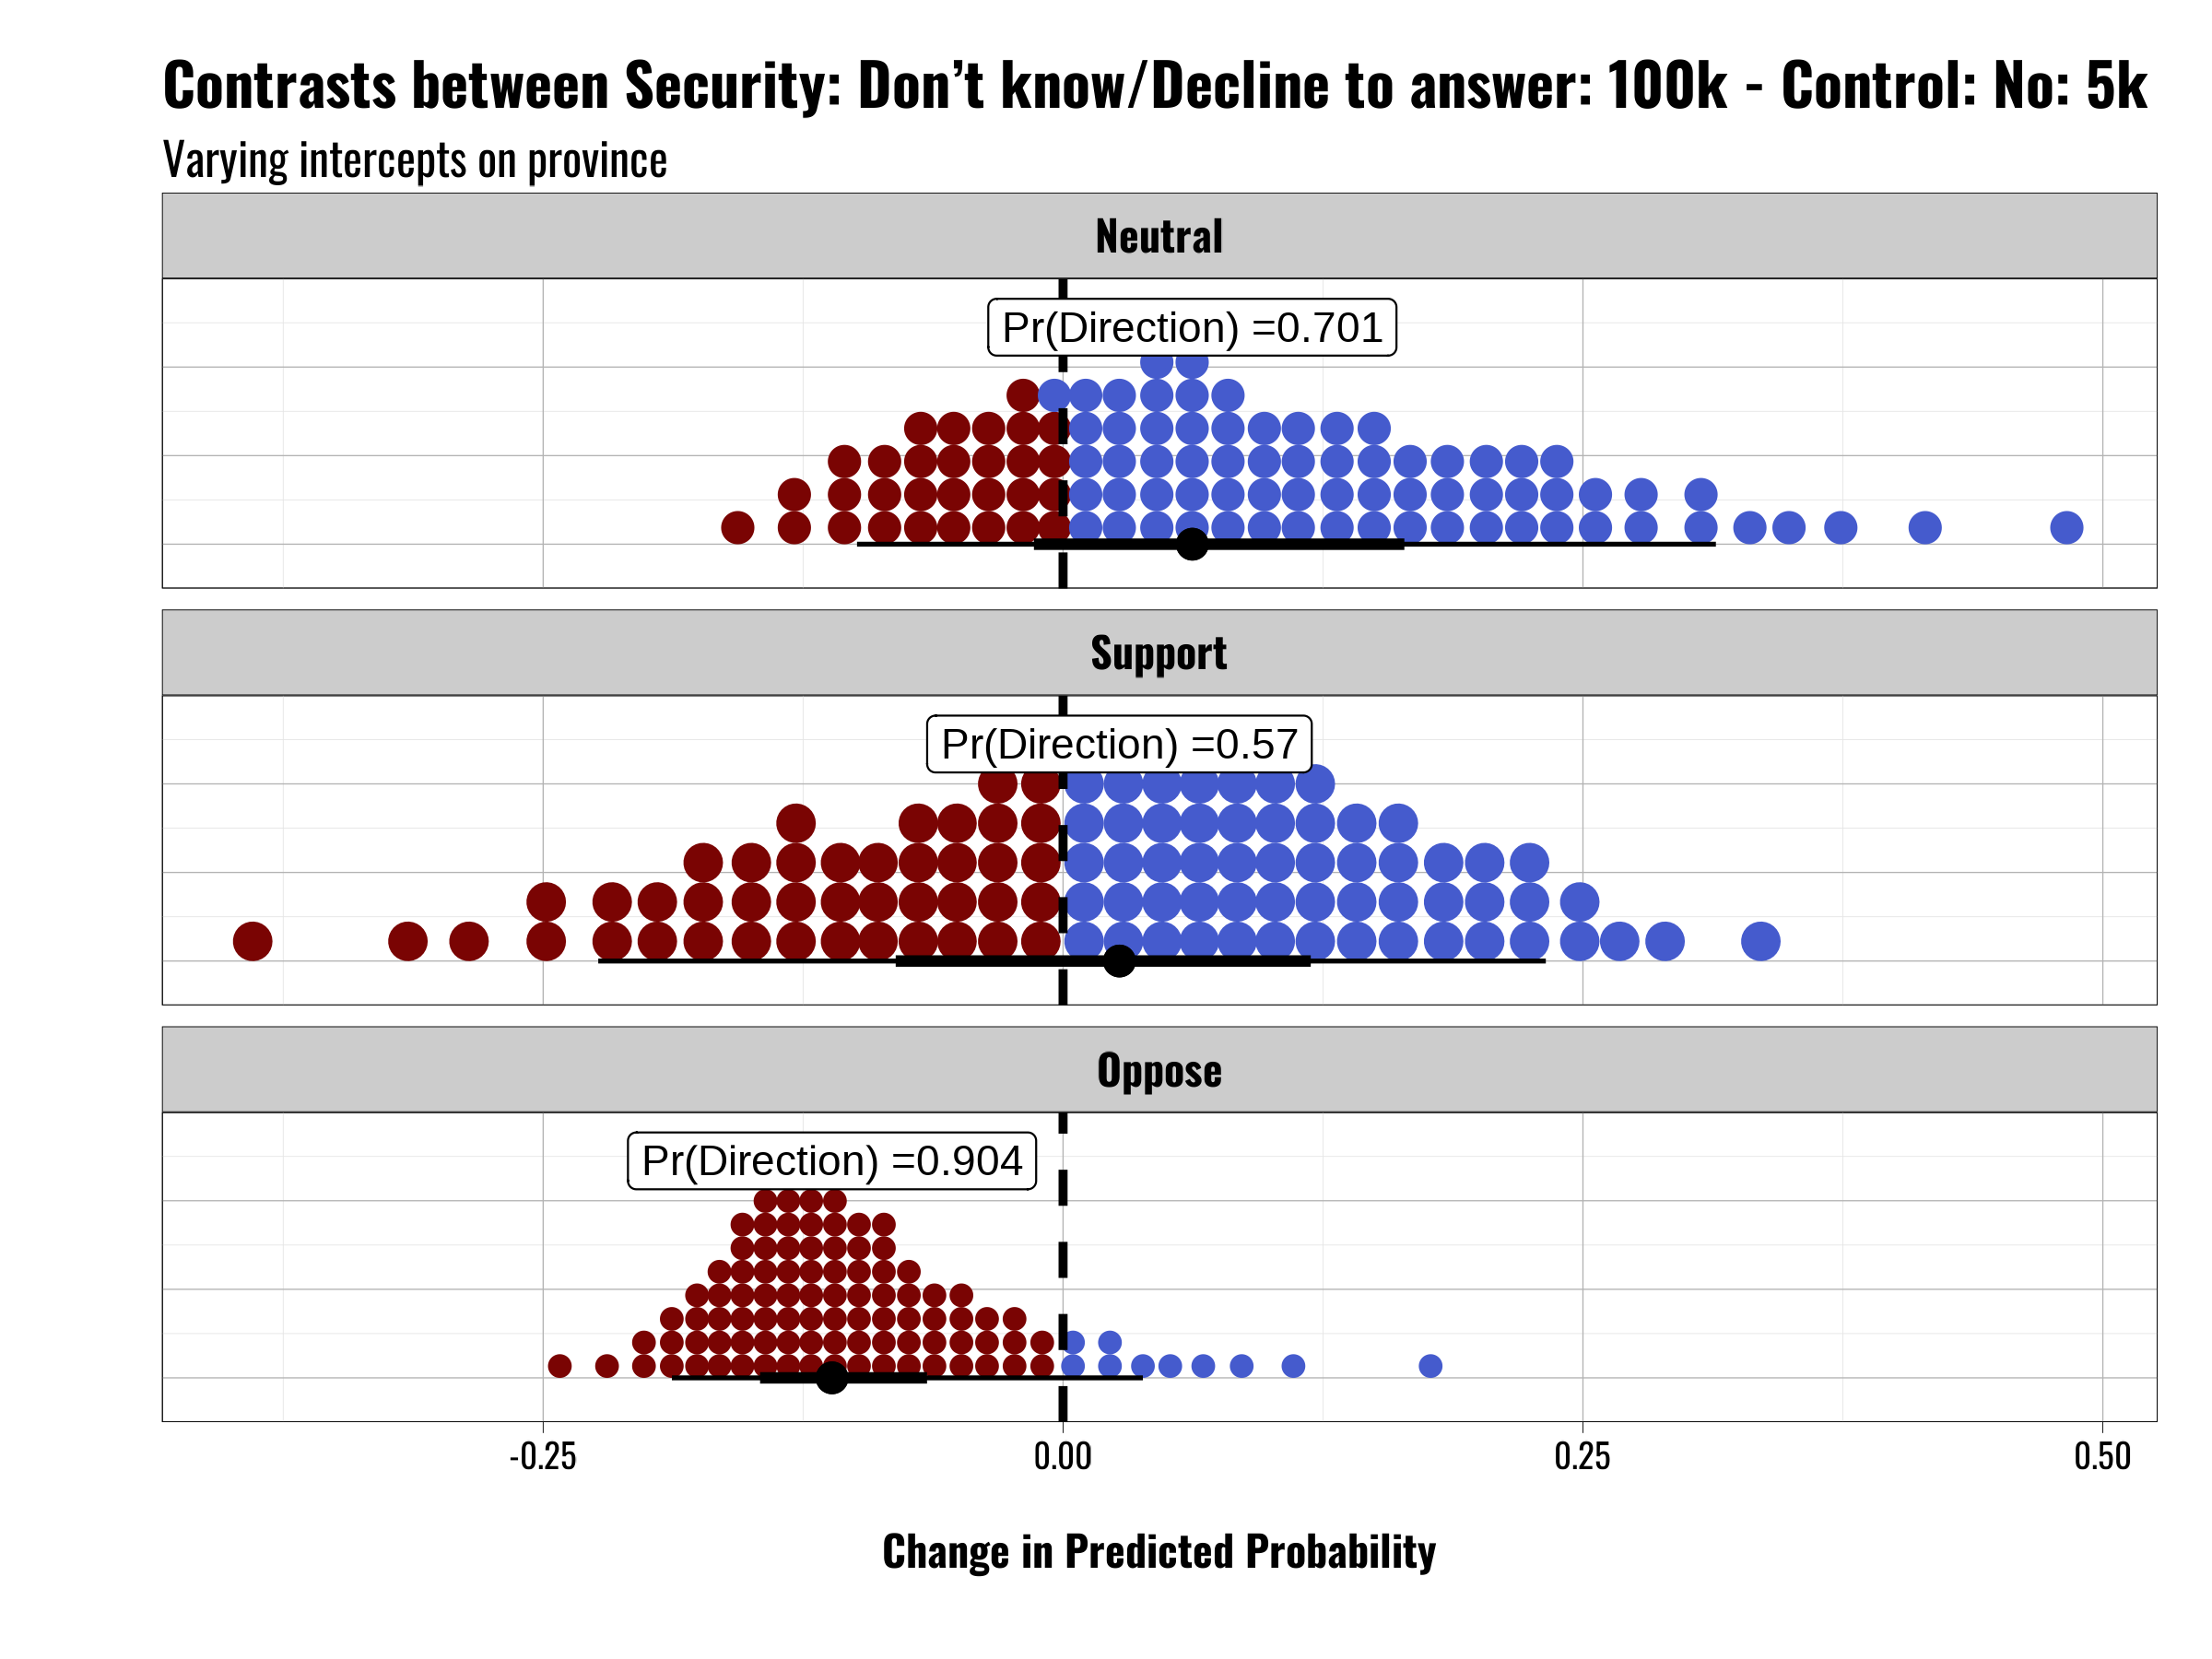 Contrasts between Security: Don’t know/Decline to answer: 100k - Control: No: 5k
Varying intercepts on province
Neutral
Pr(Direction) =0.701
Support
Pr(Direction) =0.57
Oppose
Pr(Direction) =0.904
-0.25 0.00 0.25 0.50
Change in Predicted Probability